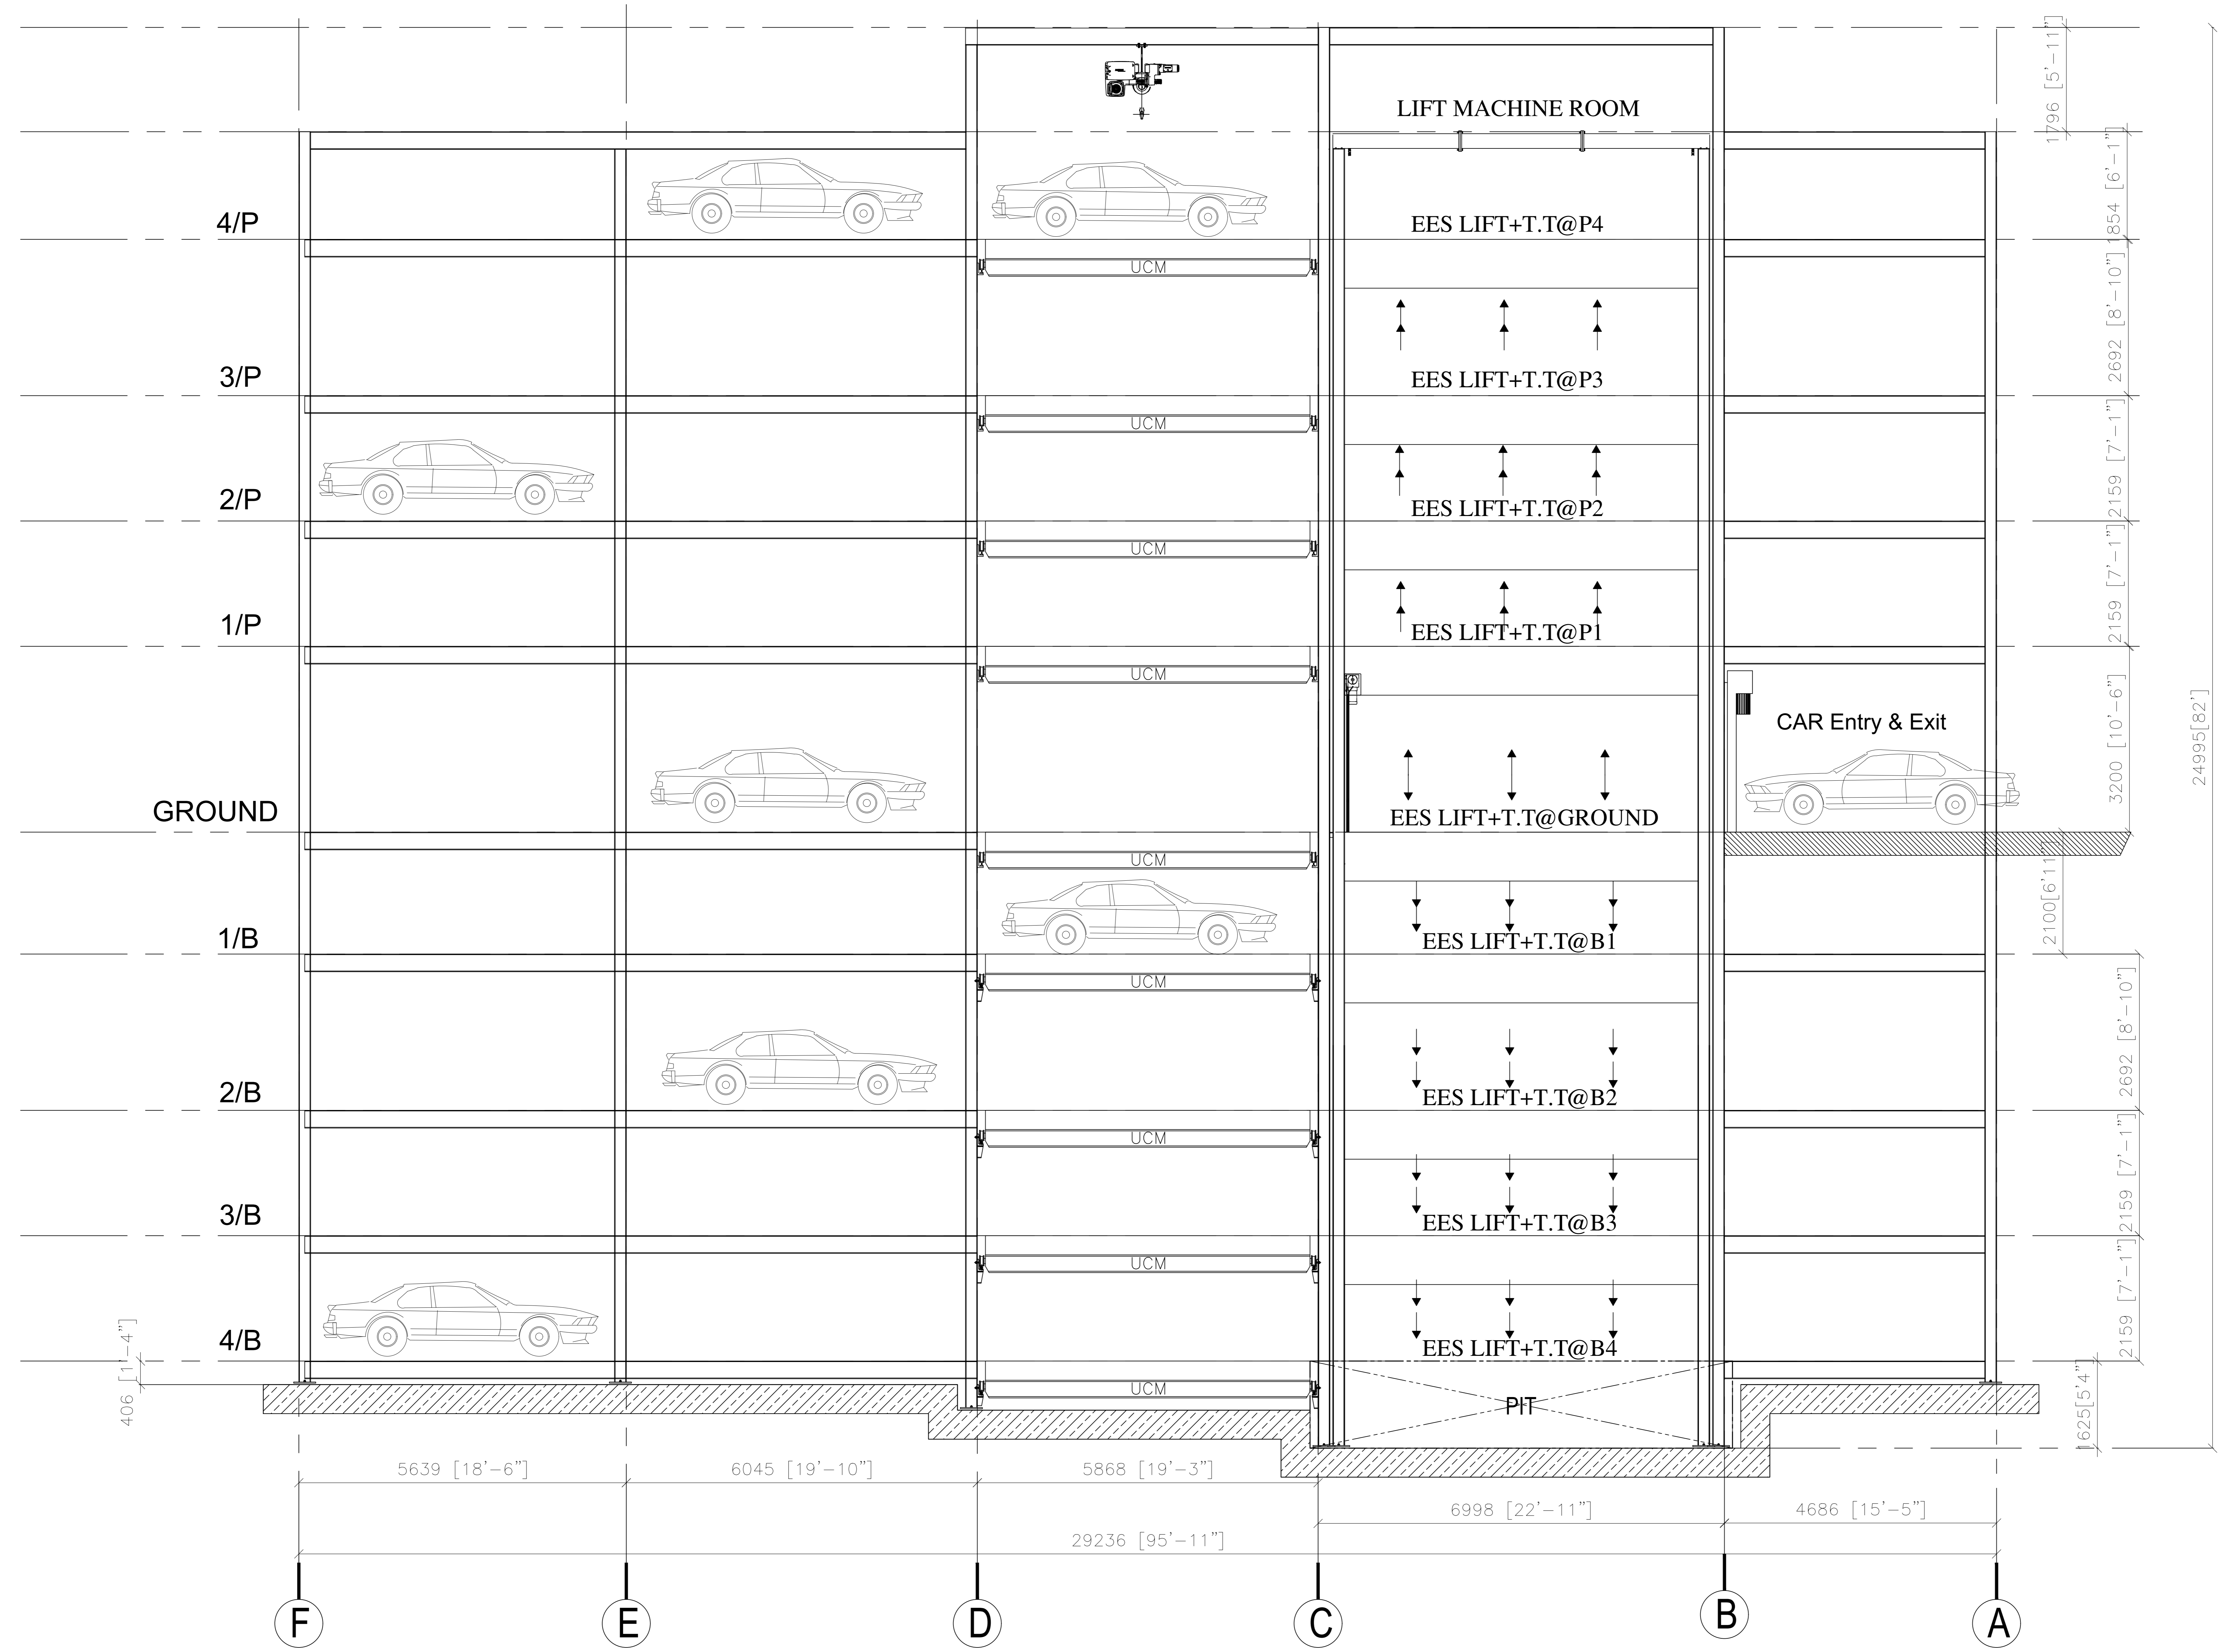 1796 [5'-11"]
LIFT MACHINE ROOM
1854 [6'-1"]
4/P
EES LIFT+T.T@P4
UCM
2692 [8'-10"]
3/P
EES LIFT+T.T@P3
UCM
2159 [7'-1"]
2/P
EES LIFT+T.T@P2
UCM
2159 [7'-1"]
1/P
EES LIFT+T.T@P1
UCM
CAR Entry & Exit
3200 [10'-6"]
24995[82']
GROUND
EES LIFT+T.T@GROUND
UCM
2100[6'11"]
1/B
EES LIFT+T.T@B1
UCM
2692 [8'-10"]
2/B
EES LIFT+T.T@B2
UCM
2159 [7'-1"]
3/B
EES LIFT+T.T@B3
UCM
2159 [7'-1"]
4/B
EES LIFT+T.T@B4
406 [1-4"]
UCM
PIT
1625[5'4"]
5639 [18'-6"]
6045 [19'-10"]
5868 [19'-3"]
6998 [22'-11"]
4686 [15'-5"]
29236 [95'-11"]
F
E
D
C
B
A